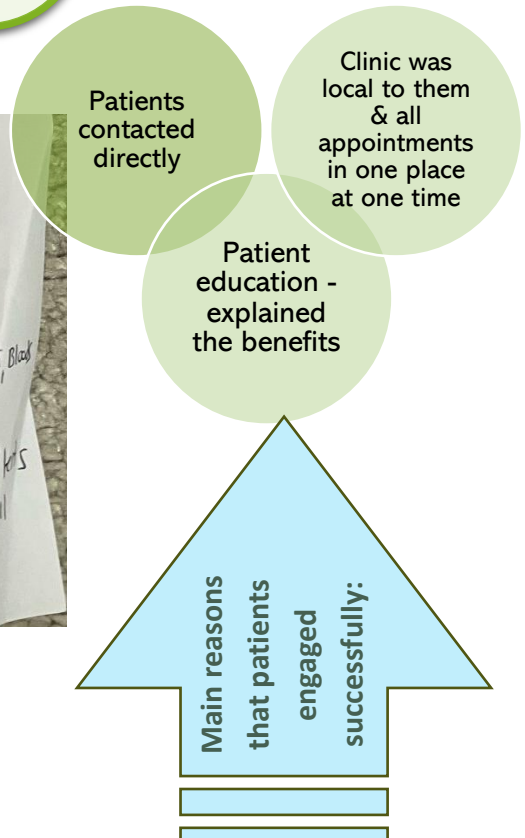 Patients
contacted
directly
Clinic was
local to them
& all
appointments
in one place
at one time
Patient
education -
explained
the benefits
Bloods
Main reasons
that patients
engaged
successfully: